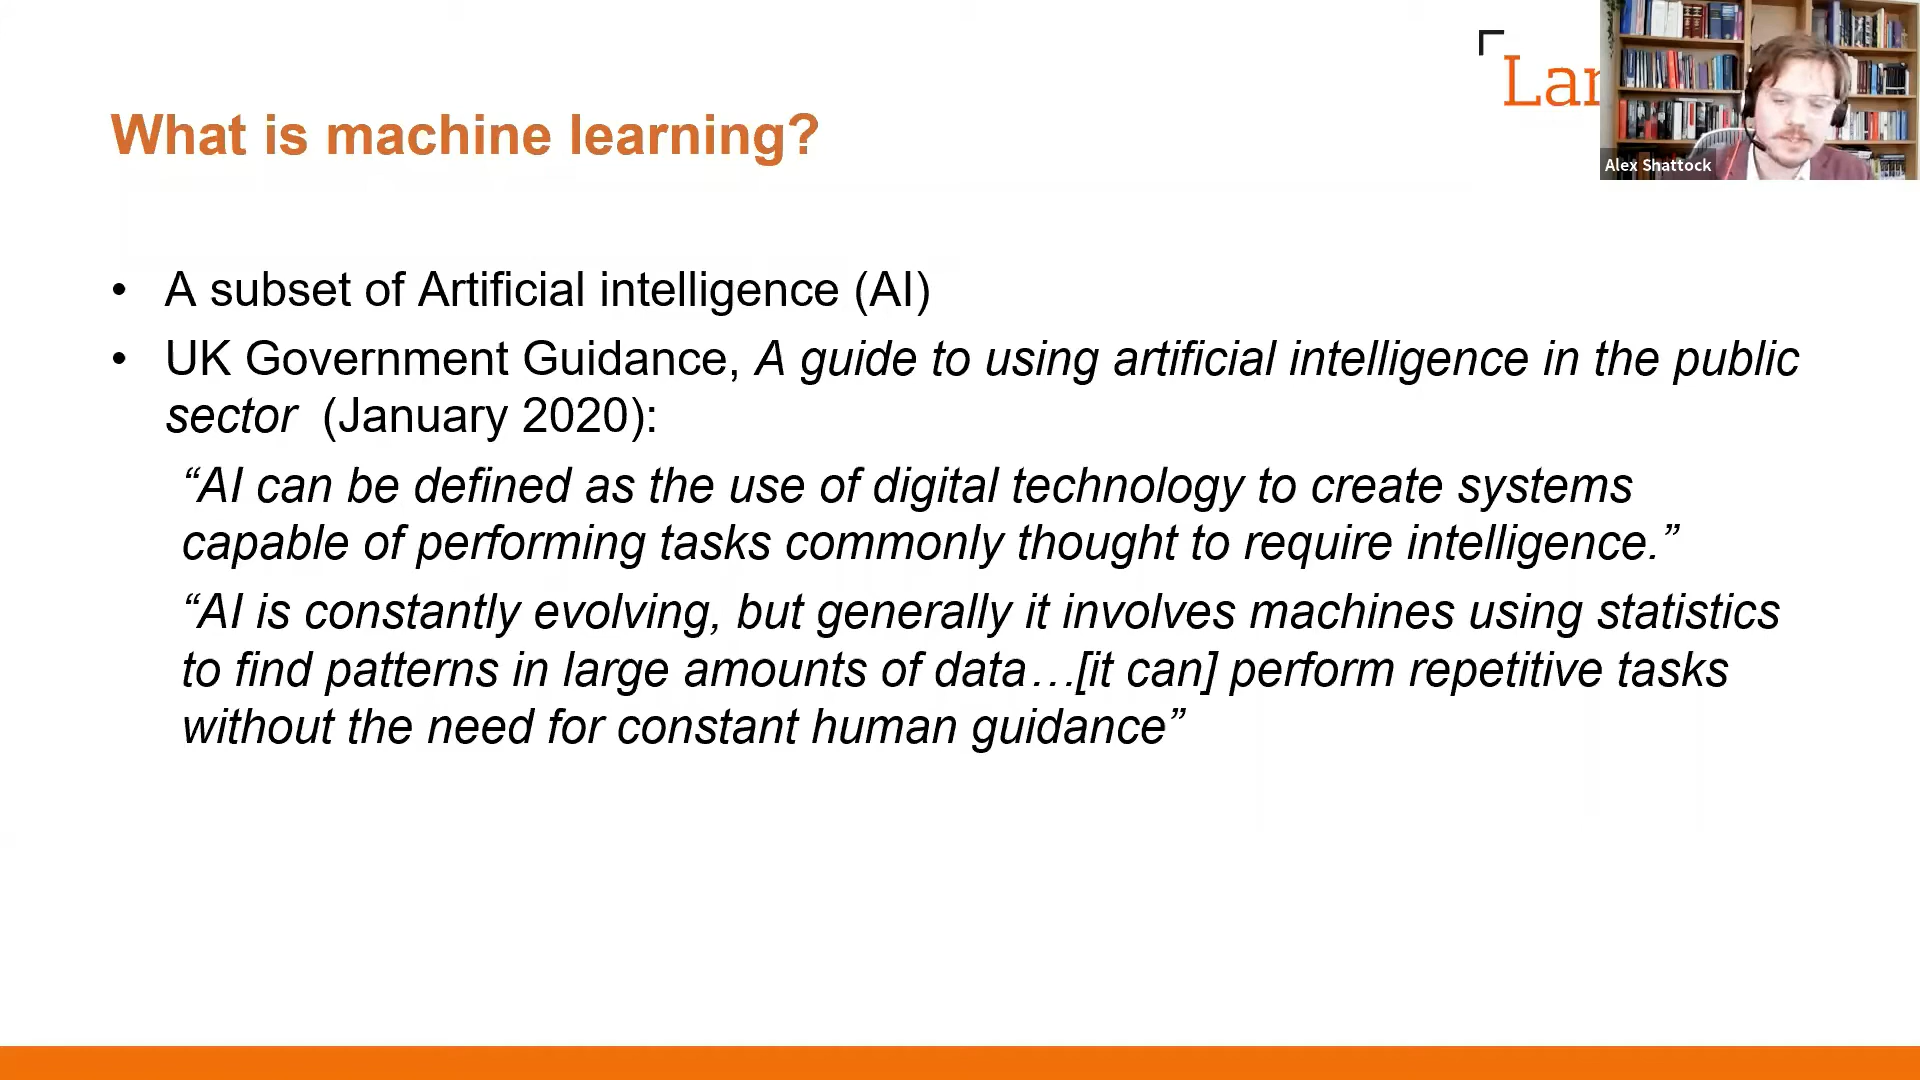 Lan
What is machine learning?
Alex Shattock
• A subset of Artificial intelligence (AI)
• UK Government Guidance, A guide to using artificial intelligence in the public
sector (January 2020):
“AI can be defined as the use of digital technology to create systems
capable of performing tasks commonly thought to require intelligence.”
“AI is constantly evolving, but generally it involves machines using statistics
to find patterns in large amounts of data…[it can] perform repetitive tasks
without the need for constant human guidance”